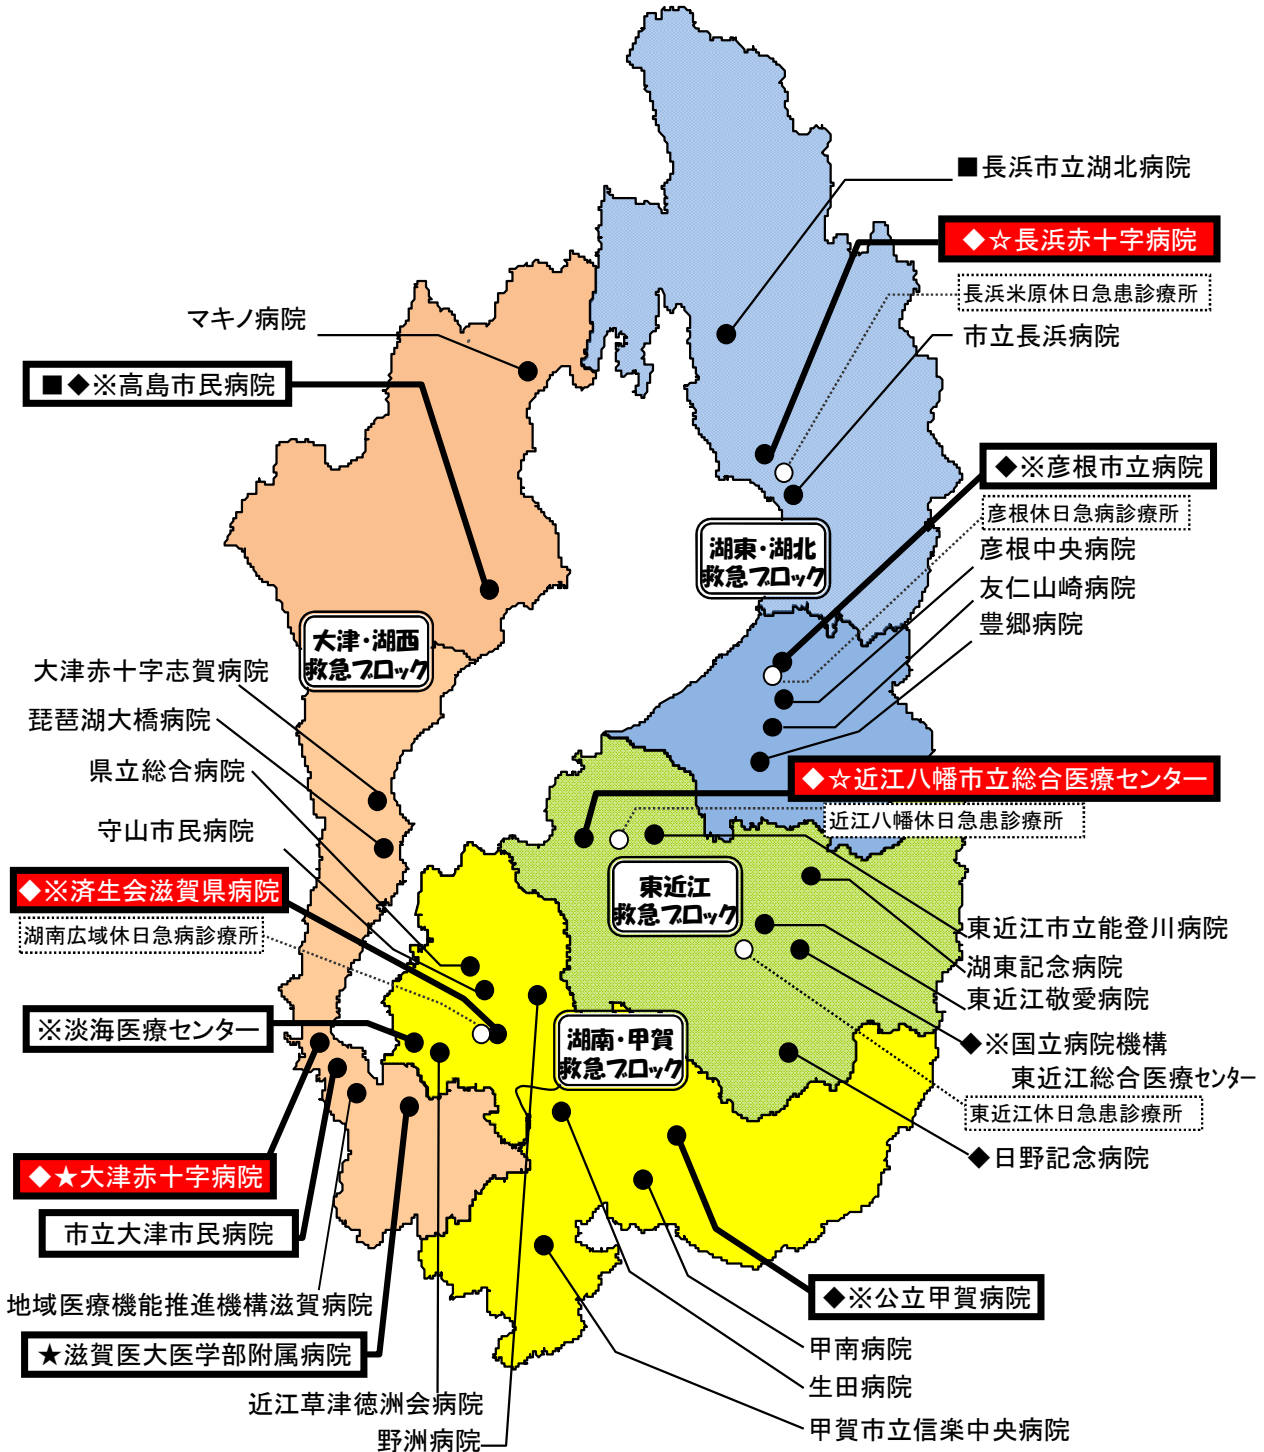 ■長浜市立湖北病院
◆☆長浜赤十字病院
長浜米原休日急患診療所
市立長浜病院
マキノ病院
■◆※高島市民病院
◆※彦根市立病院
彦根休日急病診療所
彦根中央病院
友仁山崎病院
豊郷病院
湖東・湖北
救急ブロック
大津・湖西
救急ブロック
大津赤十字志賀病院
琵琶湖大橋病院
県立総合病院
守山市民病院
◆☆近江八幡市立総合医療センター
近江八幡休日急患診療所
東近江
救急ブロック
◆※済生会滋賀県病院
湖南広域休日急病診療所
東近江市立能登川病院
湖東記念病院
東近江敬愛病院
※淡海医療センター
湖南・甲賀
救急ブロック
◆※国立病院機構
東近江総合医療センター
東近江休日急患診療所
◆日野記念病院
◆★大津赤十字病院
市立大津市民病院
地域医療機能推進機構滋賀病院
★滋賀医大医学部附属病院
◆※公立甲賀病院
甲南病院
生田病院
甲賀市立信楽中央病院
近江草津徳洲会病院
野洲病院